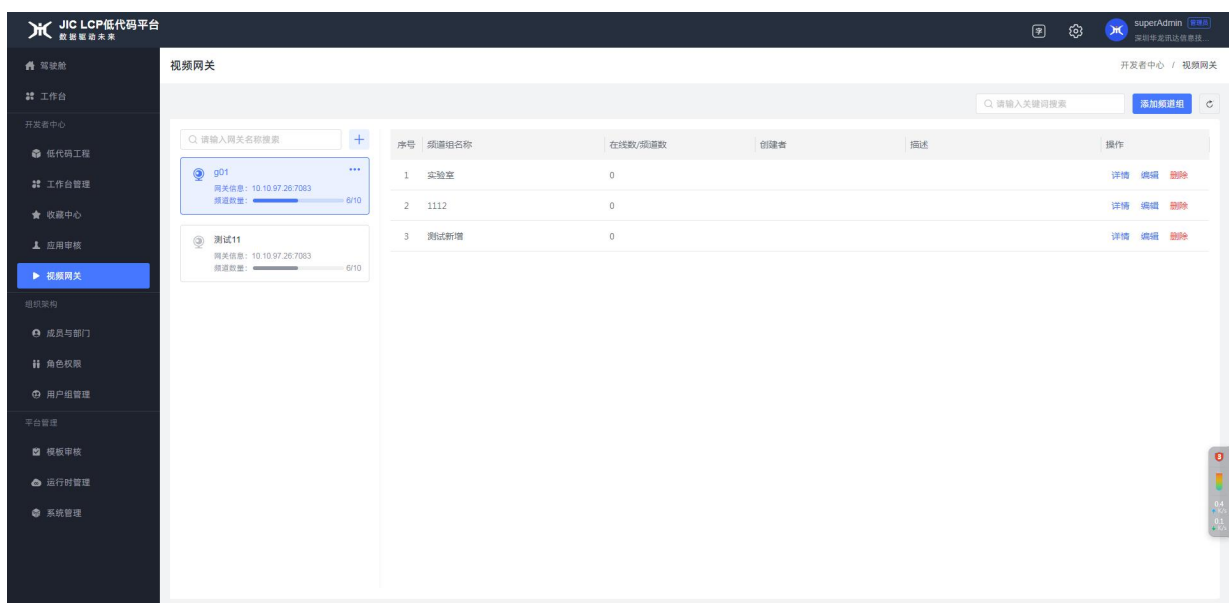 JIC LCP低代码平台
数据驱动未来
superAdmin 管理员
深圳华龙讯达信息技...
驾驶舱
工作台
开发者中心
低代码工程
工作台管理
收藏中心
应用审核
视频网关
组织架构
成员与部门
角色权限
用户组管理
平台管理
模板审核
运行时管理
系统管理
视频网关
开发者中心 / 视频网关
请输入关键词搜索
添加频道组
请输入网关名称搜索
g01
网关信息: 10.10.97.26:7083
频道数量: 6/10
测试11
网关信息: 10.10.97.26:7083
频道数量: 6/10
序号 频道组名称 在线数/频道数 创建者 描述 操作
1 实验室 0 详情 编辑 删除
2 1112 0 详情 编辑 删除
3 测试新增 0 详情 编辑 删除
3
0.4
0.1